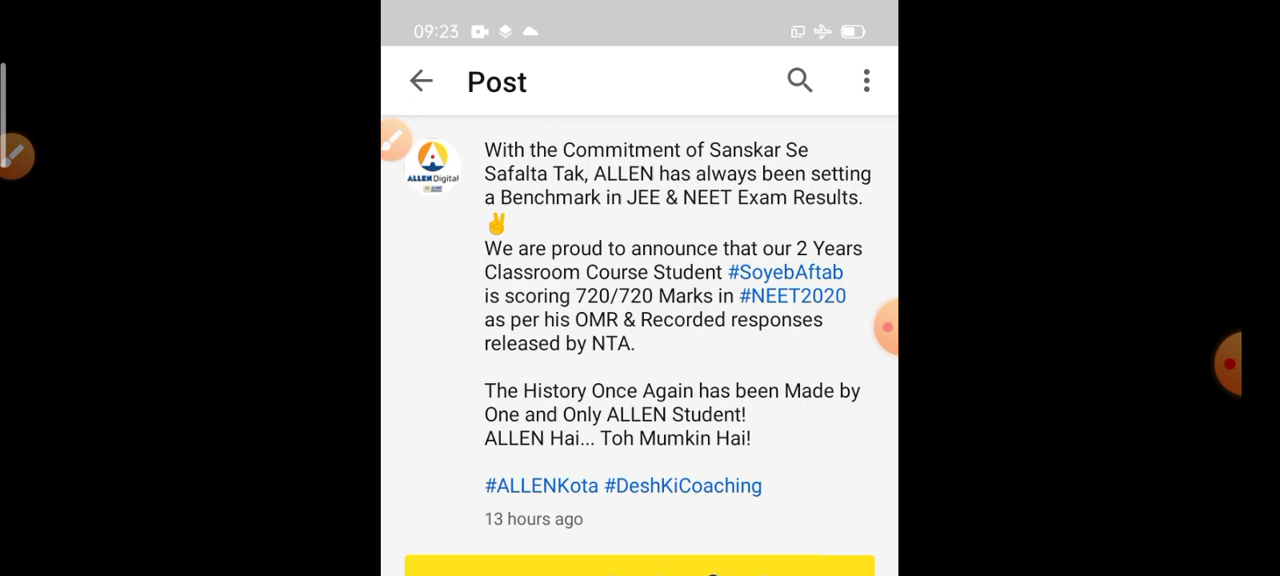 09:23
Post
ALLEN Digital
With the Commitment of Sanskar Se
Safalta Tak, ALLEN has always been setting
a Benchmark in JEE & NEET Exam Results.
✌
We are proud to announce that our 2 Years
Classroom Course Student #SoyebAftab
is scoring 720/720 Marks in #NEET2020
as per his OMR & Recorded responses
released by NTA.
The History Once Again has been Made by
One and Only ALLEN Student!
ALLEN Hai... Toh Mumkin Hai!
#ALLENKota #DeshKiCoaching
13 hours ago